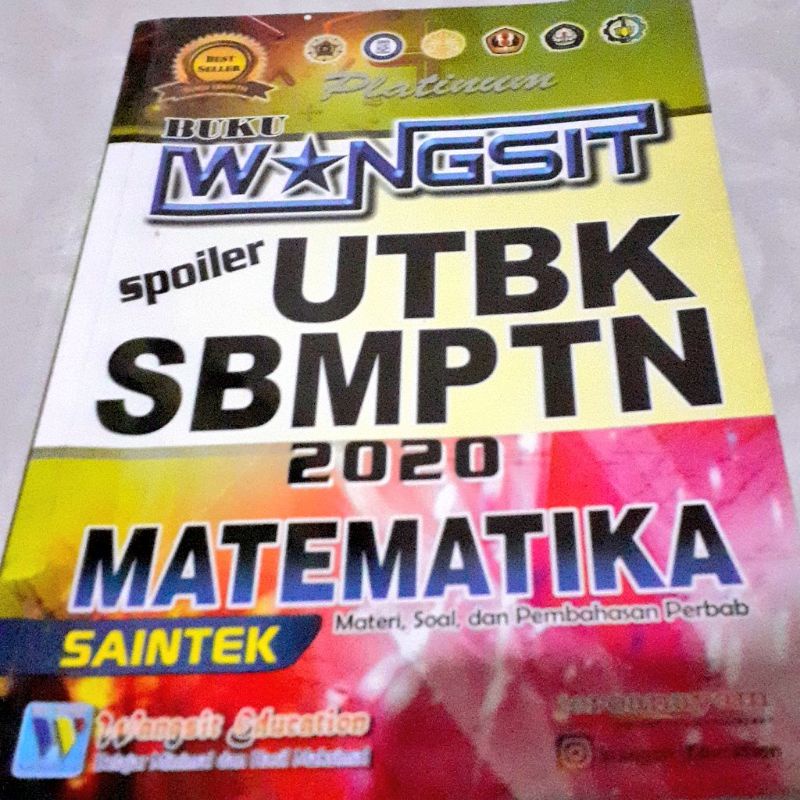 BEST
SELLER
Platinum
BUKU
WANGSIT
spoiler UTBK
SBMPTN
2020
MATEMATIKA
Materi, Soal, dan Pembahasan Perbab
SAINTEK
W
Wangsit Education